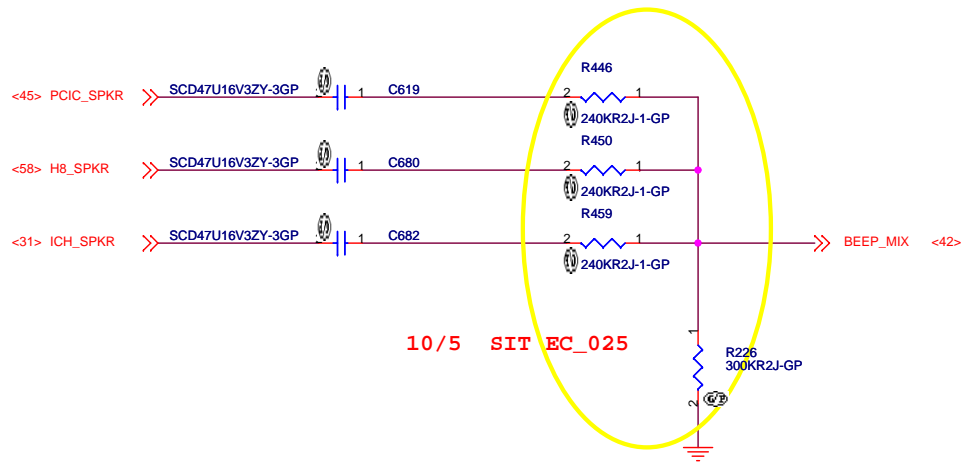 R446
<45> PCIC_SPKR SCD47U16V3ZY-3GP 1 C619 2 1
240KR2J-1-GP
R450
<58> H8_SPKR SCD47U16V3ZY-3GP 1 C680 2 1
240KR2J-1-GP
R459
<31> ICH_SPKR SCD47U16V3ZY-3GP 1 C682 2 1 BEEP_MIX <42>
240KR2J-1-GP
10/5 SIT EC_025
1
R226
300KR2J-GP
2 G/P